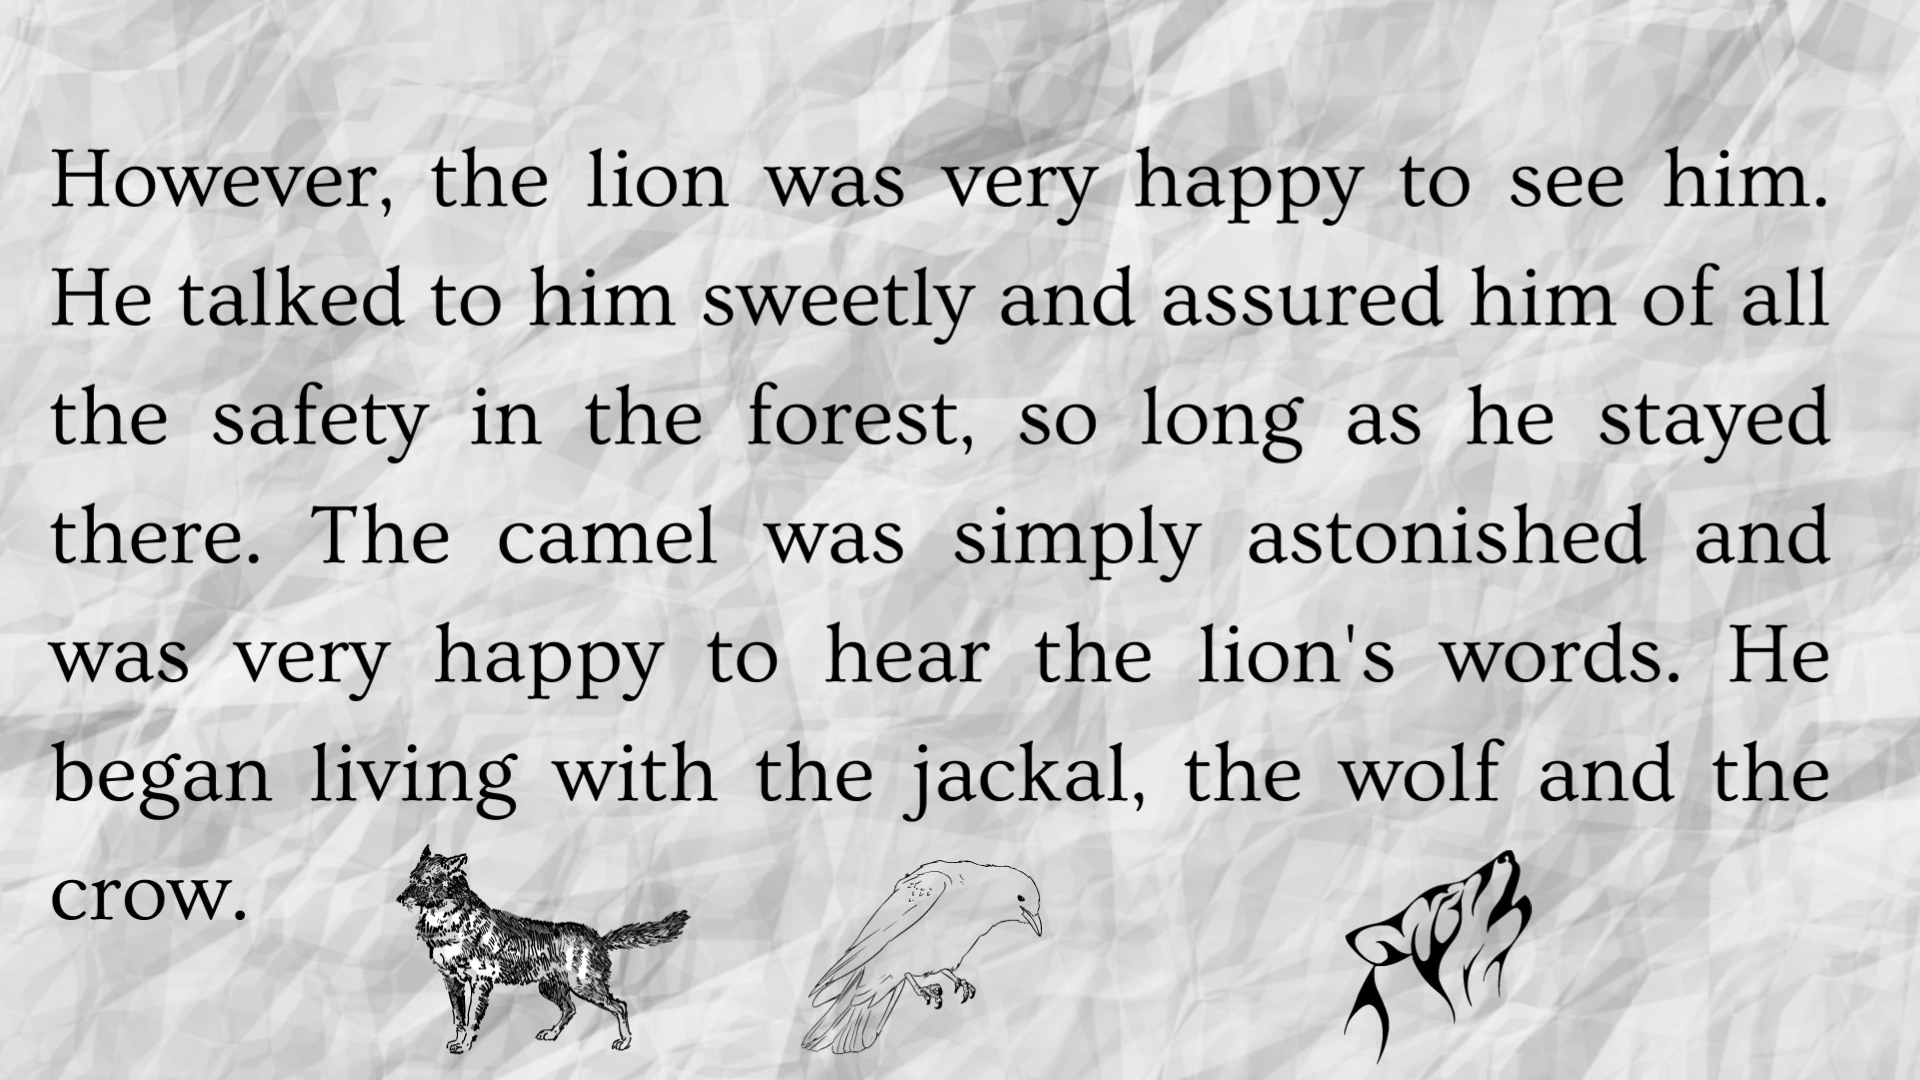 However, the lion was very happy to see him.
He talked to him sweetly and assured him of all
the safety in the forest, so long as he stayed
there. The camel was simply astonished and
was very happy to hear the lion's words. He
began living with the jackal, the wolf and the
crow.